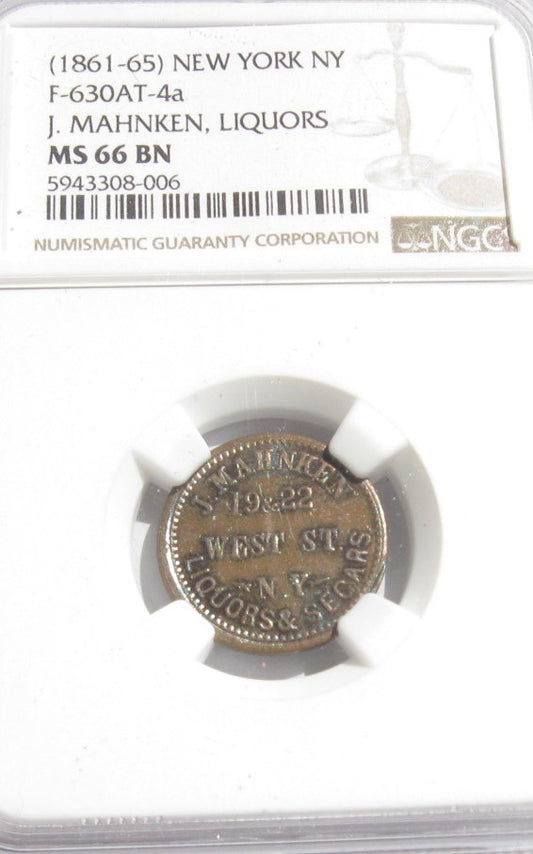 (1861-65) NEW YORK NY
F-630AT-4a
J. MAHNKEN, LIQUORS
MS 66 BN
5943308-006
NUMISMATIC GUARANTY CORPORATION
NGC
J. MAHNKEN
19&22
WEST ST.
N.Y
LIQUORS & SEGARS